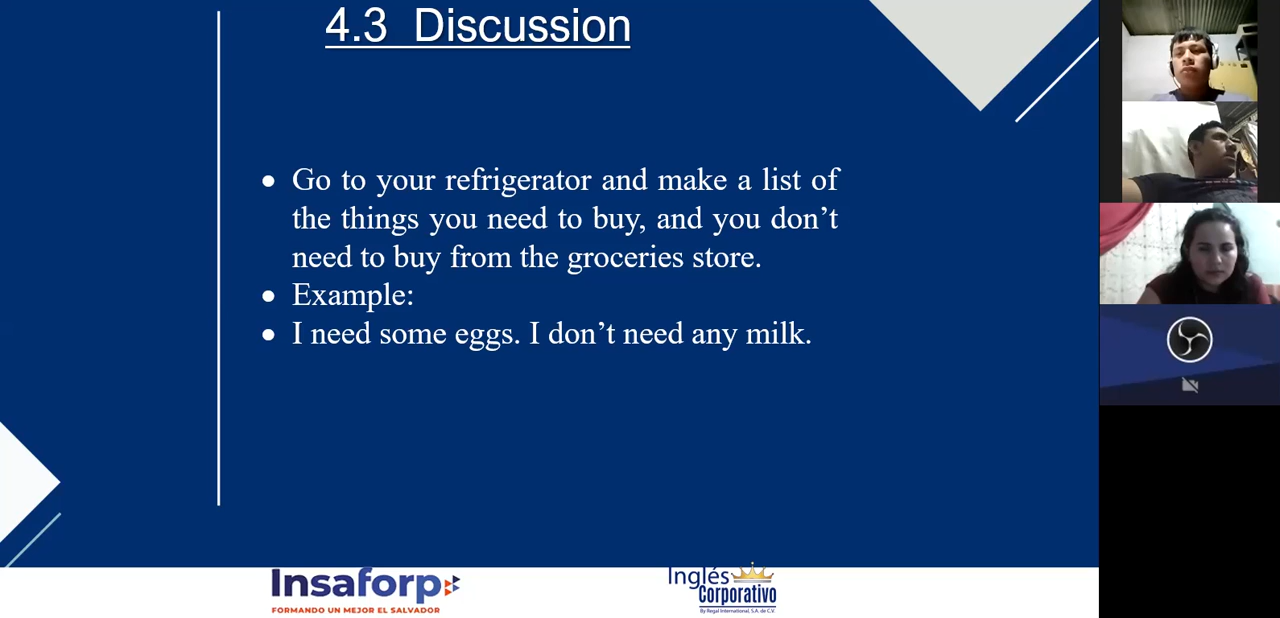 4.3 Discussion
• Go to your refrigerator and make a list of
the things you need to buy, and you don’t
need to buy from the groceries store.
• Example:
• I need some eggs. I don’t need any milk.
Insaforp
FORMANDO UN MEJOR EL SALVADOR
Inglés
Corporativo
By Regal International, S.A. de C.V.